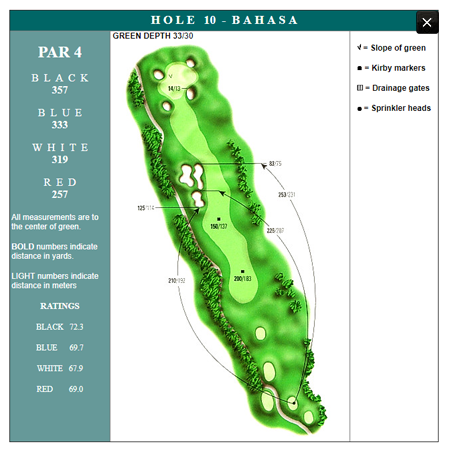 HOLE 10 - BAHASA
GREEN DEPTH 33/30
PAR 4
BLACK
357
BLUE
333
WHITE
319
RED
257
All measurements are to
the center of green.
BOLD numbers indicate
distance in yards.
LIGHT numbers indicate
distance in meters
RATINGS
BLACK 72.3
BLUE 69.7
WHITE 67.9
RED 69.0
14/13
83/75
253/231
125/114
150/137
225/207
200/183
210/192
= Slope of green
= Kirby markers
= Drainage gates
= Sprinkler heads